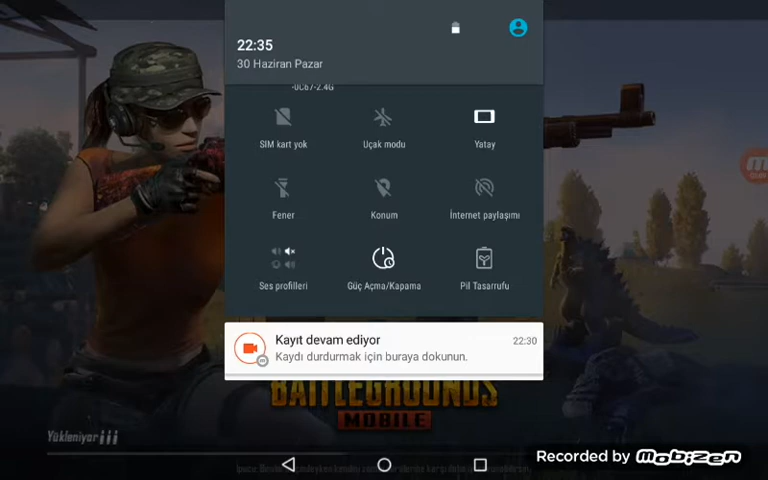 22:35
30 Haziran Pazar
-0C67-2.4G
SIM kart yok
Uçak modu
Yatay
Fener
Konum
İnternet paylaşımı
Ses profilleri
Güç Açma/Kapama
Pil Tasarrufu
Kayıt devam ediyor
22:30
Kaydı durdurmak için buraya dokunun.
BATTLEGROUNDS
MOBILE
Yükleniyor
Recorded by mobizen